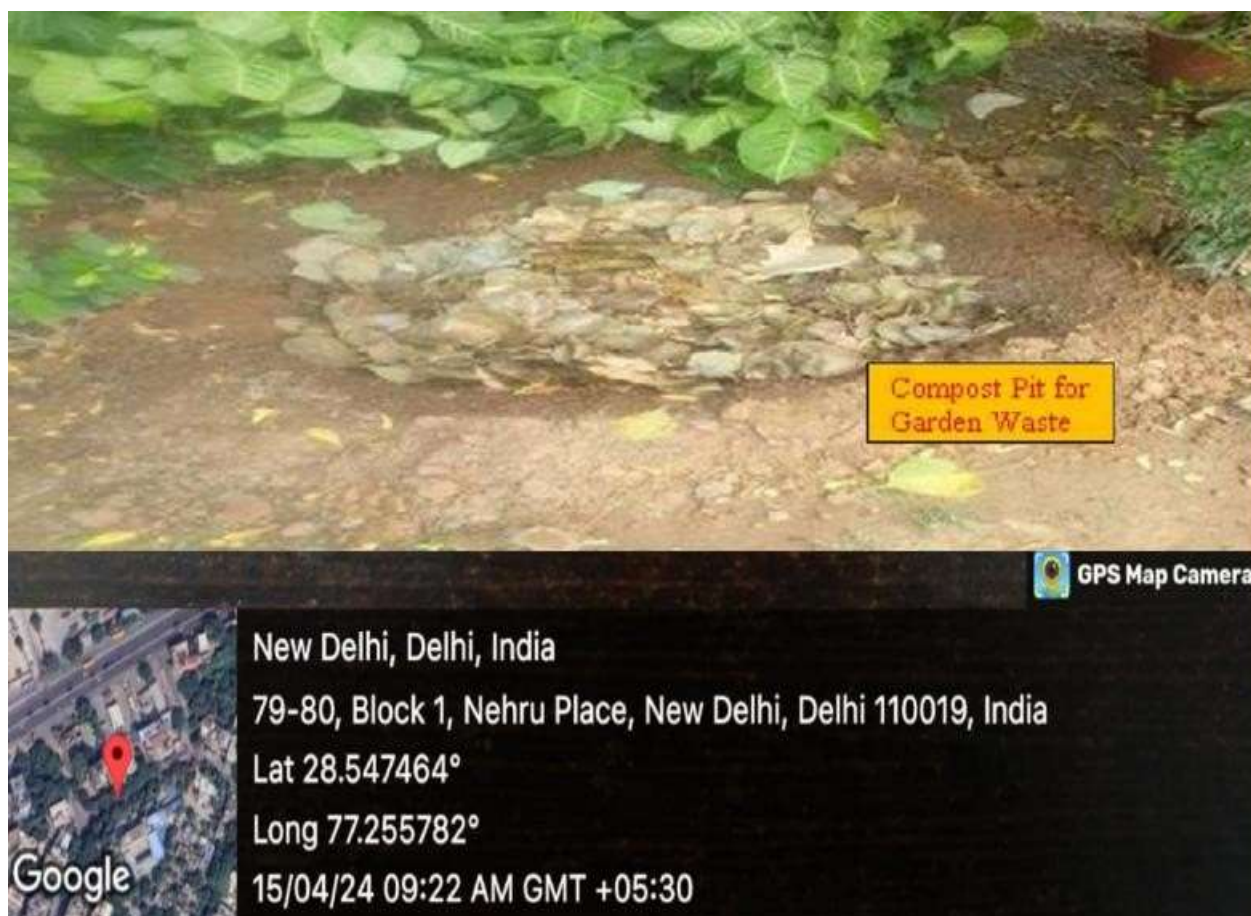 Compost Pit for
Garden Waste
GPS Map Camera
New Delhi, Delhi, India
79-80, Block 1, Nehru Place, New Delhi, Delhi 110019, India
Lat 28.547464°
Long 77.255782°
15/04/24 09:22 AM GMT +05:30
Google